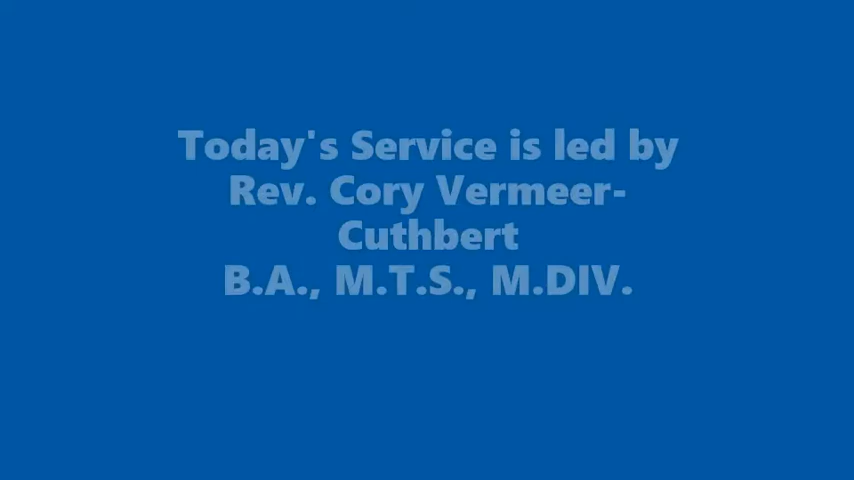 Today's Service is led by
Rev. Cory Vermeer-
Cuthbert
B.A., M.T.S., M.DIV.